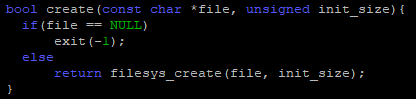 bool create(const char *file, unsigned init_size){
    if(file == NULL)
        exit(-1);
    else
        return filesys_create(file, init_size);
}